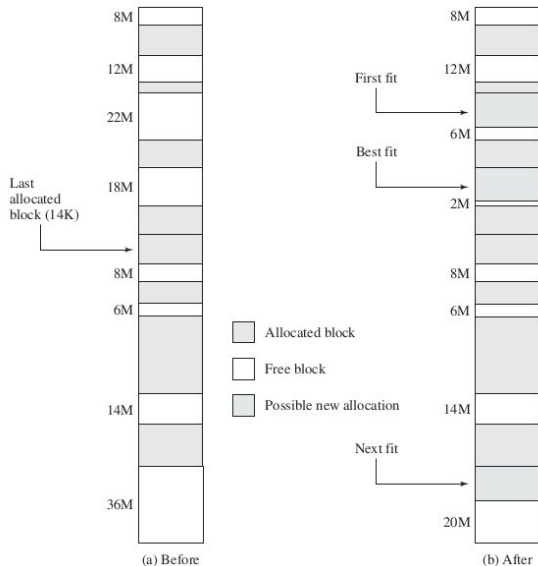 8M
12M
22M
18M
Last
allocated
block (14K)
8M
6M
14M
36M
(a) Before
Allocated block
Free block
Possible new allocation
8M
12M
First fit
6M
Best fit
2M
8M
6M
14M
Next fit
20M
(b) After